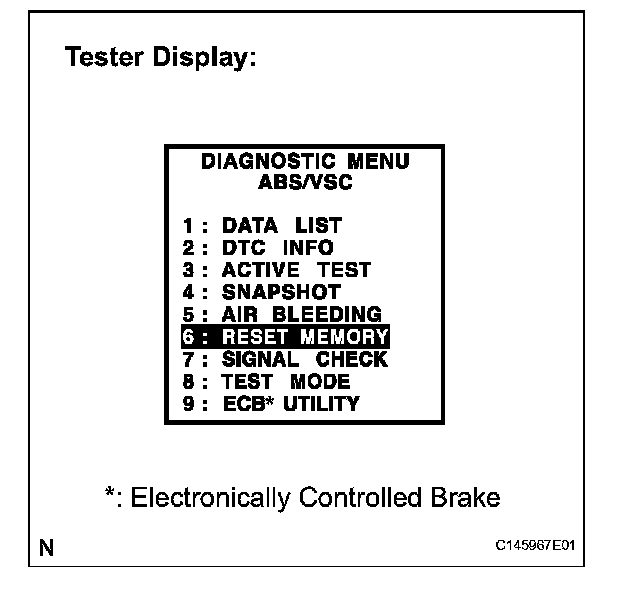 Tester Display:
DIAGNOSTIC MENU
ABS/VSC
1 : DATA LIST
2 : DTC INFO
3 : ACTIVE TEST
4 : SNAPSHOT
5 : AIR BLEEDING
6 : RESET MEMORY
7 : SIGNAL CHECK
8 : TEST MODE
9 : ECB* UTILITY
*: Electronically Controlled Brake
N
C145967E01